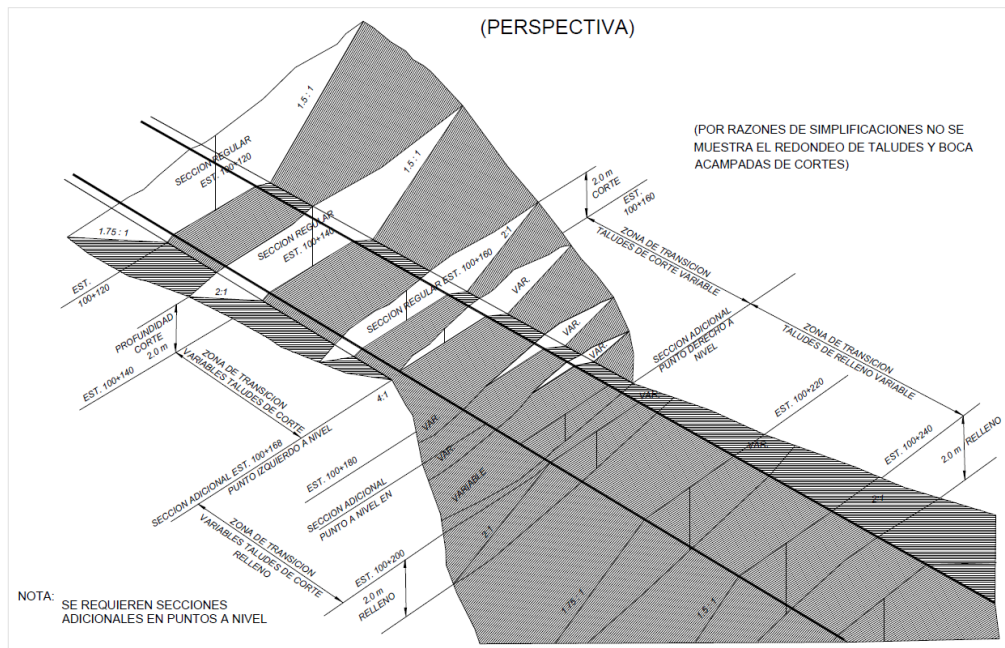 (PERSPECTIVA)
(POR RAZONES DE SIMPLIFICACIONES NO SE
MUESTRA EL REDONDEO DE TALUDES Y BOCA
ACAMPADAS DE CORTES)
1.5 : 1
SECCION REGULAR
EST. 100+120
1.5 : 1
2.0 m
CORTE
EST.
100+160
1.75 : 1
SECCION REGULAR
EST. 100+140
2:1
ZONA DE TRANSICION
TALUDES DE CORTE VARIABLE
EST.
100+120
2:1
SECCION REGULAR EST. 100+160
VAR.
PROFUNDIDAD
CORTE
2.0 m
VAR.
VAR.
SECCION ADICIONAL
PUNTO DERECHO A
NIVEL
ZONA DE TRANSICION
TALUDES DE RELLENO VARIABLE
EST. 100+140
ZONA DE TRANSICION
VARIABLES TALUDES DE CORTE
4:1
VAR.
EST. 100+220
SECCION ADICIONAL EST. 100+168
PUNTO IZQUIERDO A NIVEL
VAR.
EST. 100+180
VAR.
VAR.
EST. 100+240
2.0 m
RELLENO
SECCION ADICIONAL
PUNTO A NIVEL EN
VARIABLE
2:1
ZONA DE TRANSICION
VARIABLES TALUDES DE CORTE
RELLENO
EST. 100+200
2:1
2.0 m
RELLENO
1.75 : 1
1.5 : 1
NOTA:
SE REQUIEREN SECCIONES
ADICIONALES EN PUNTOS A NIVEL